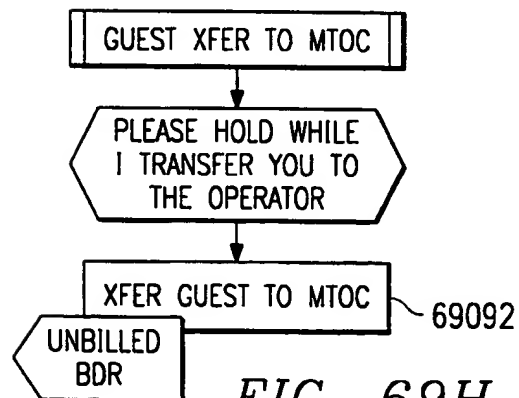 GUEST XFER TO MTOC
PLEASE HOLD WHILE
I TRANSFER YOU TO
THE OPERATOR
XFER GUEST TO MTOC
69092
UNBILLED
BDR
FIG. 69H